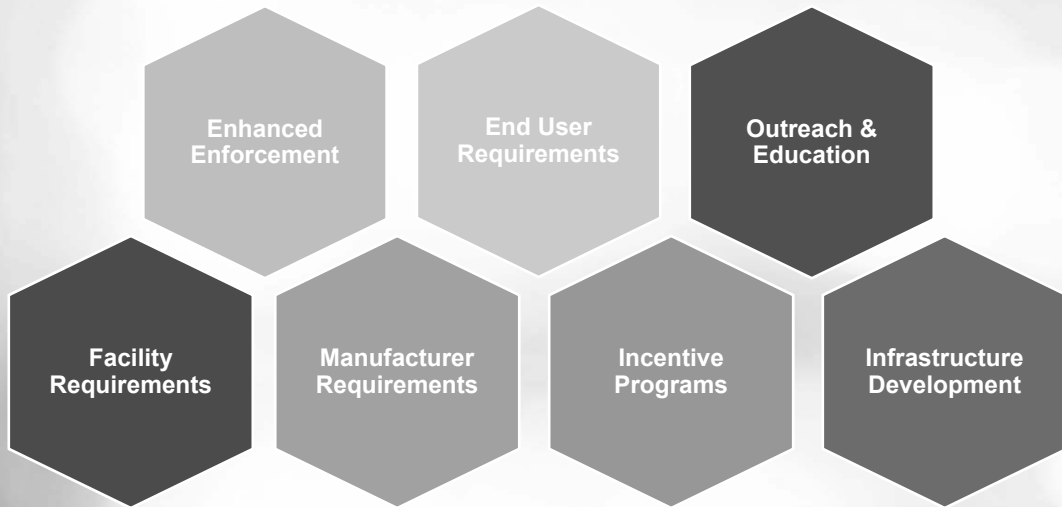 Enhanced
Enforcement
End User
Requirements
Outreach &
Education
Facility
Requirements
Manufacturer
Requirements
Incentive
Programs
Infrastructure
Development